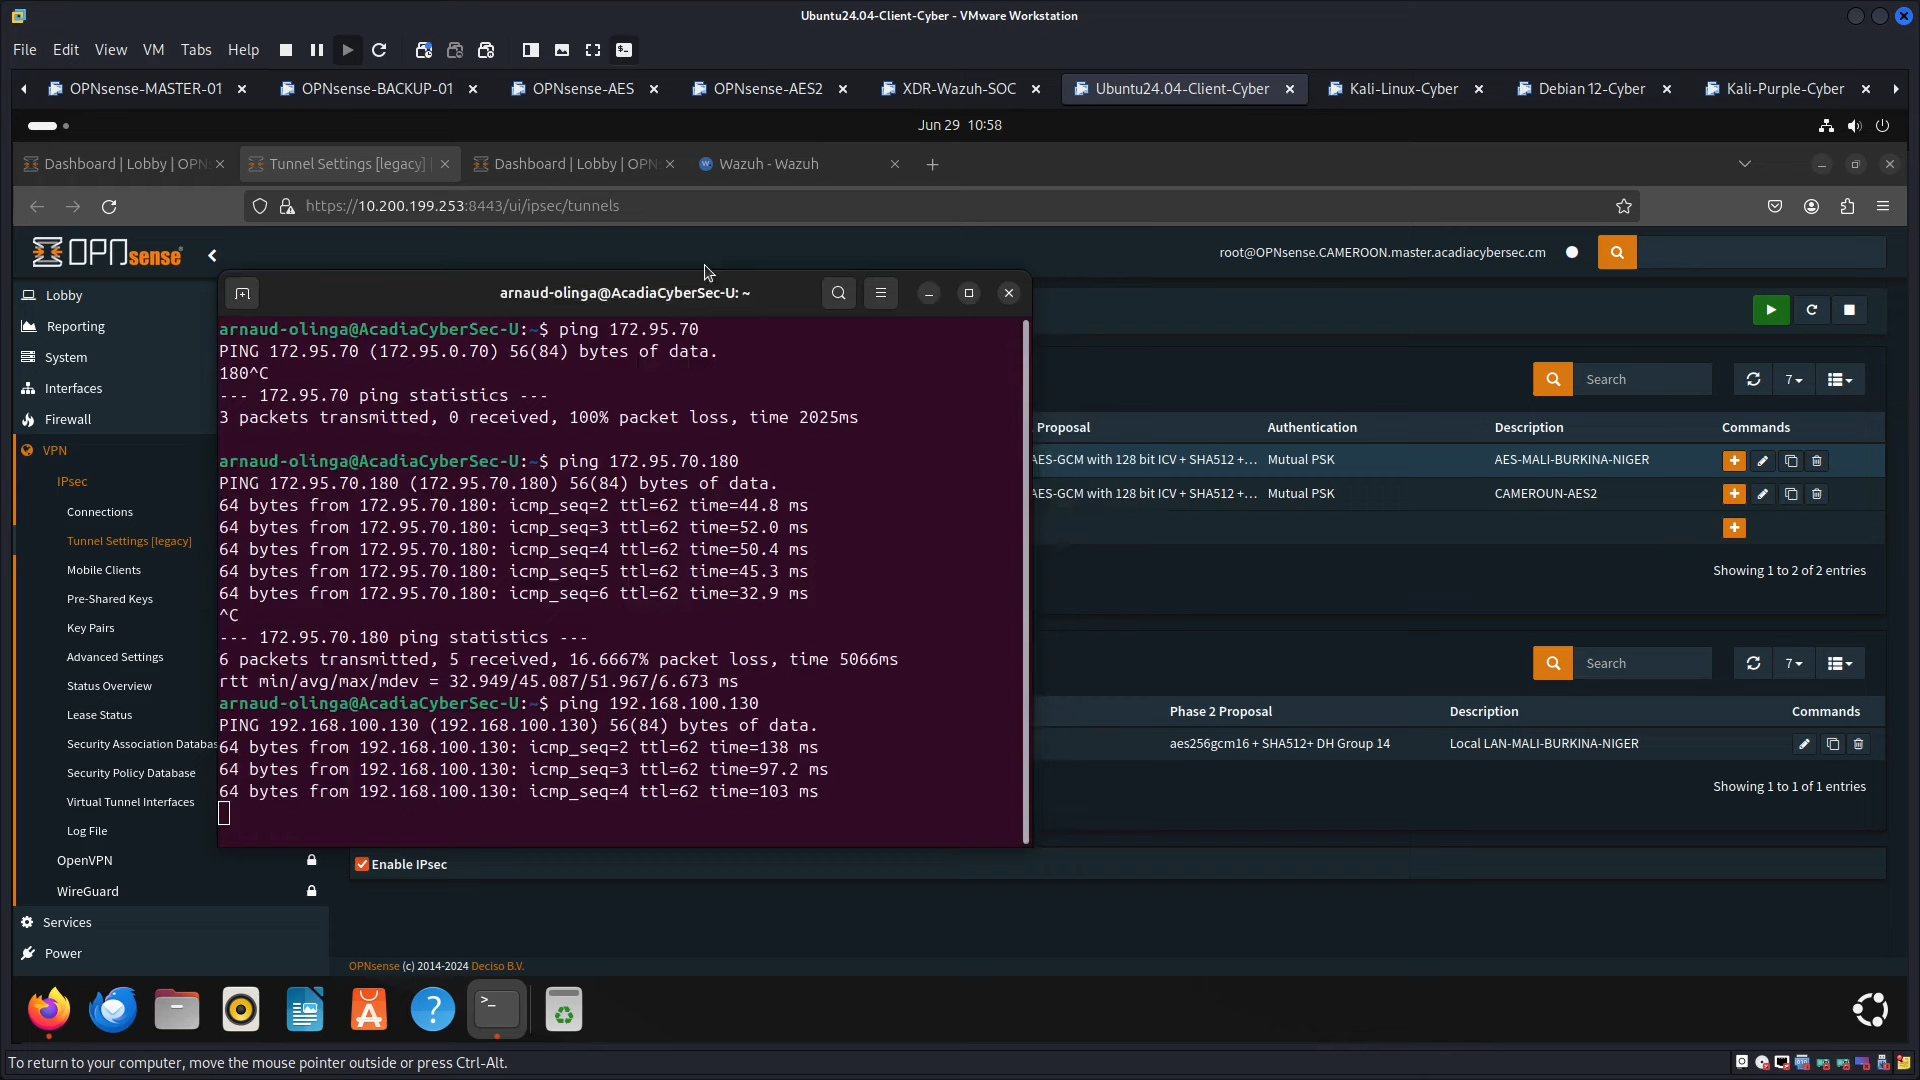 Ubuntu24.04-Client-Cyber - VMware Workstation
File Edit View VM Tabs Help
OPNsense-MASTER-01 OPNsense-BACKUP-01 OPNsense-AES OPNsense-AES2 XDR-Wazuh-SOC Ubuntu24.04-Client-Cyber Kali-Linux-Cyber Debian 12-Cyber Kali-Purple-Cyber
Jun 29 10:58
Dashboard | Lobby | OPN Tunnel Settings [legacy] | Dashboard | Lobby | OPN Wazuh - Wazuh
https://10.200.199.253:8443/ui/ipsec/tunnels
OPNsense
root@OPNsense.CAMEROON.master.acadiacybersec.cm
Lobby
Reporting
System
Interfaces
Firewall
VPN
IPsec
Connections
Tunnel Settings [legacy]
Mobile Clients
Pre-Shared Keys
Key Pairs
Advanced Settings
Status Overview
Lease Status
Security Association Databas
Security Policy Database
Virtual Tunnel Interfaces
Log File
OpenVPN
WireGuard
Services
Power
arnaud-olinga@AcadiaCyberSec-U: ~
arnaud-olinga@AcadiaCyberSec-U:~$ ping 172.95.70
PING 172.95.70 (172.95.0.70) 56(84) bytes of data.
180^C
--- 172.95.70 ping statistics ---
3 packets transmitted, 0 received, 100% packet loss, time 2025ms
arnaud-olinga@AcadiaCyberSec-U:~$ ping 172.95.70.180
PING 172.95.70.180 (172.95.70.180) 56(84) bytes of data.
64 bytes from 172.95.70.180: icmp_seq=2 ttl=62 time=44.8 ms
64 bytes from 172.95.70.180: icmp_seq=3 ttl=62 time=52.0 ms
64 bytes from 172.95.70.180: icmp_seq=4 ttl=62 time=50.4 ms
64 bytes from 172.95.70.180: icmp_seq=5 ttl=62 time=45.3 ms
64 bytes from 172.95.70.180: icmp_seq=6 ttl=62 time=32.9 ms
^C
--- 172.95.70.180 ping statistics ---
6 packets transmitted, 5 received, 16.6667% packet loss, time 5066ms
rtt min/avg/max/mdev = 32.949/45.087/51.967/6.673 ms
arnaud-olinga@AcadiaCyberSec-U:~$ ping 192.168.100.130
PING 192.168.100.130 (192.168.100.130) 56(84) bytes of data.
64 bytes from 192.168.100.130: icmp_seq=2 ttl=62 time=138 ms
64 bytes from 192.168.100.130: icmp_seq=3 ttl=62 time=97.2 ms
64 bytes from 192.168.100.130: icmp_seq=4 ttl=62 time=103 ms
Search 7
Proposal Authentication Description Commands
AES-GCM with 128 bit ICV + SHA512 +... Mutual PSK AES-MALI-BURKINA-NIGER
AES-GCM with 128 bit ICV + SHA512 +... Mutual PSK CAMEROUN-AES2
Showing 1 to 2 of 2 entries
Search 7
Phase 2 Proposal Description Commands
aes256gcm16 + SHA512+ DH Group 14 Local LAN-MALI-BURKINA-NIGER
Showing 1 to 1 of 1 entries
Enable IPsec
OPNsense (c) 2014-2024 Deciso B.V.
To return to your computer, move the mouse pointer outside or press Ctrl-Alt.